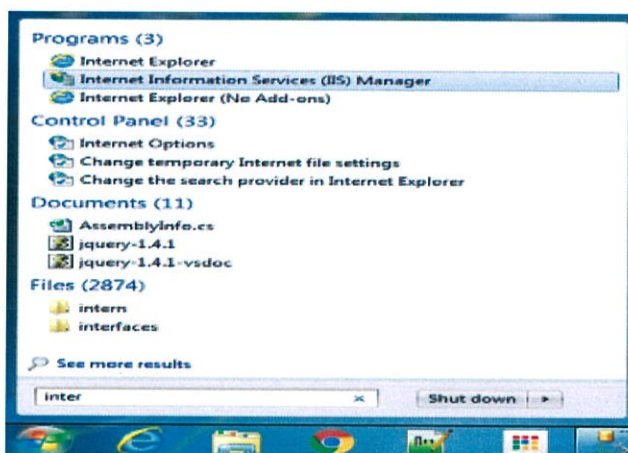 Programs (3)
Internet Explorer
Internet Information Services (IIS) Manager
Internet Explorer (No Add-ons)
Control Panel (33)
Internet Options
Change temporary Internet file settings
Change the search provider in Internet Explorer
Documents (11)
AssemblyInfo.cs
jquery-1.4.1
jquery-1.4.1-vsdoc
Files (2874)
intern
interfaces
See more results
inter
Shut down